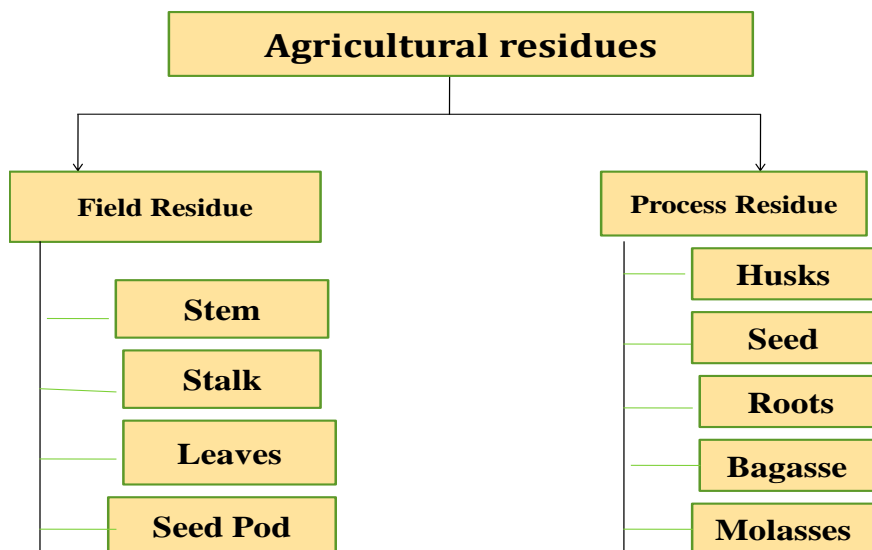 Agricultural residues
Field Residue
Stem
Stalk
Leaves
Seed Pod
Process Residue
Husks
Seed
Roots
Bagasse
Molasses